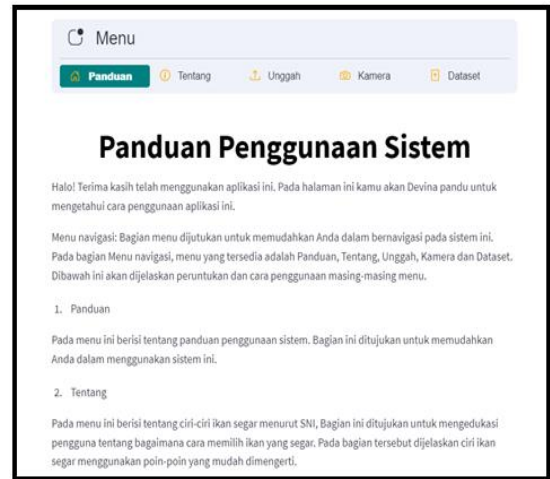 Menu
Panduan Tentang Unggah Kamera Dataset
Panduan Penggunaan Sistem
Halo! Terima kasih telah menggunakan aplikasi ini. Pada halaman ini kamu akan Devina pandu untuk
mengetahui cara penggunaan aplikasi ini.
Menu navigasi: Bagian menu dijutukan untuk memudahkan Anda dalam bernavigasi pada sistem ini.
Pada bagian Menu navigasi, menu yang tersedia adalah Panduan, Tentang, Unggah, Kamera dan Dataset.
Dibawah ini akan dijelaskan peruntukan dan cara penggunaan masing-masing menu.
1. Panduan
Pada menu ini berisi tentang panduan penggunaan sistem. Bagian ini ditujukan untuk memudahkan
Anda dalam menggunakan sistem ini.
2. Tentang
Pada menu ini berisi tentang ciri-ciri ikan segar menurut SNI, Bagian ini ditujukan untuk mengedukasi
pengguna tentang bagaimana cara memilih ikan yang segar. Pada bagian tersebut dijelaskan ciri ikan
segar menggunakan poin-poin yang mudah dimengerti.